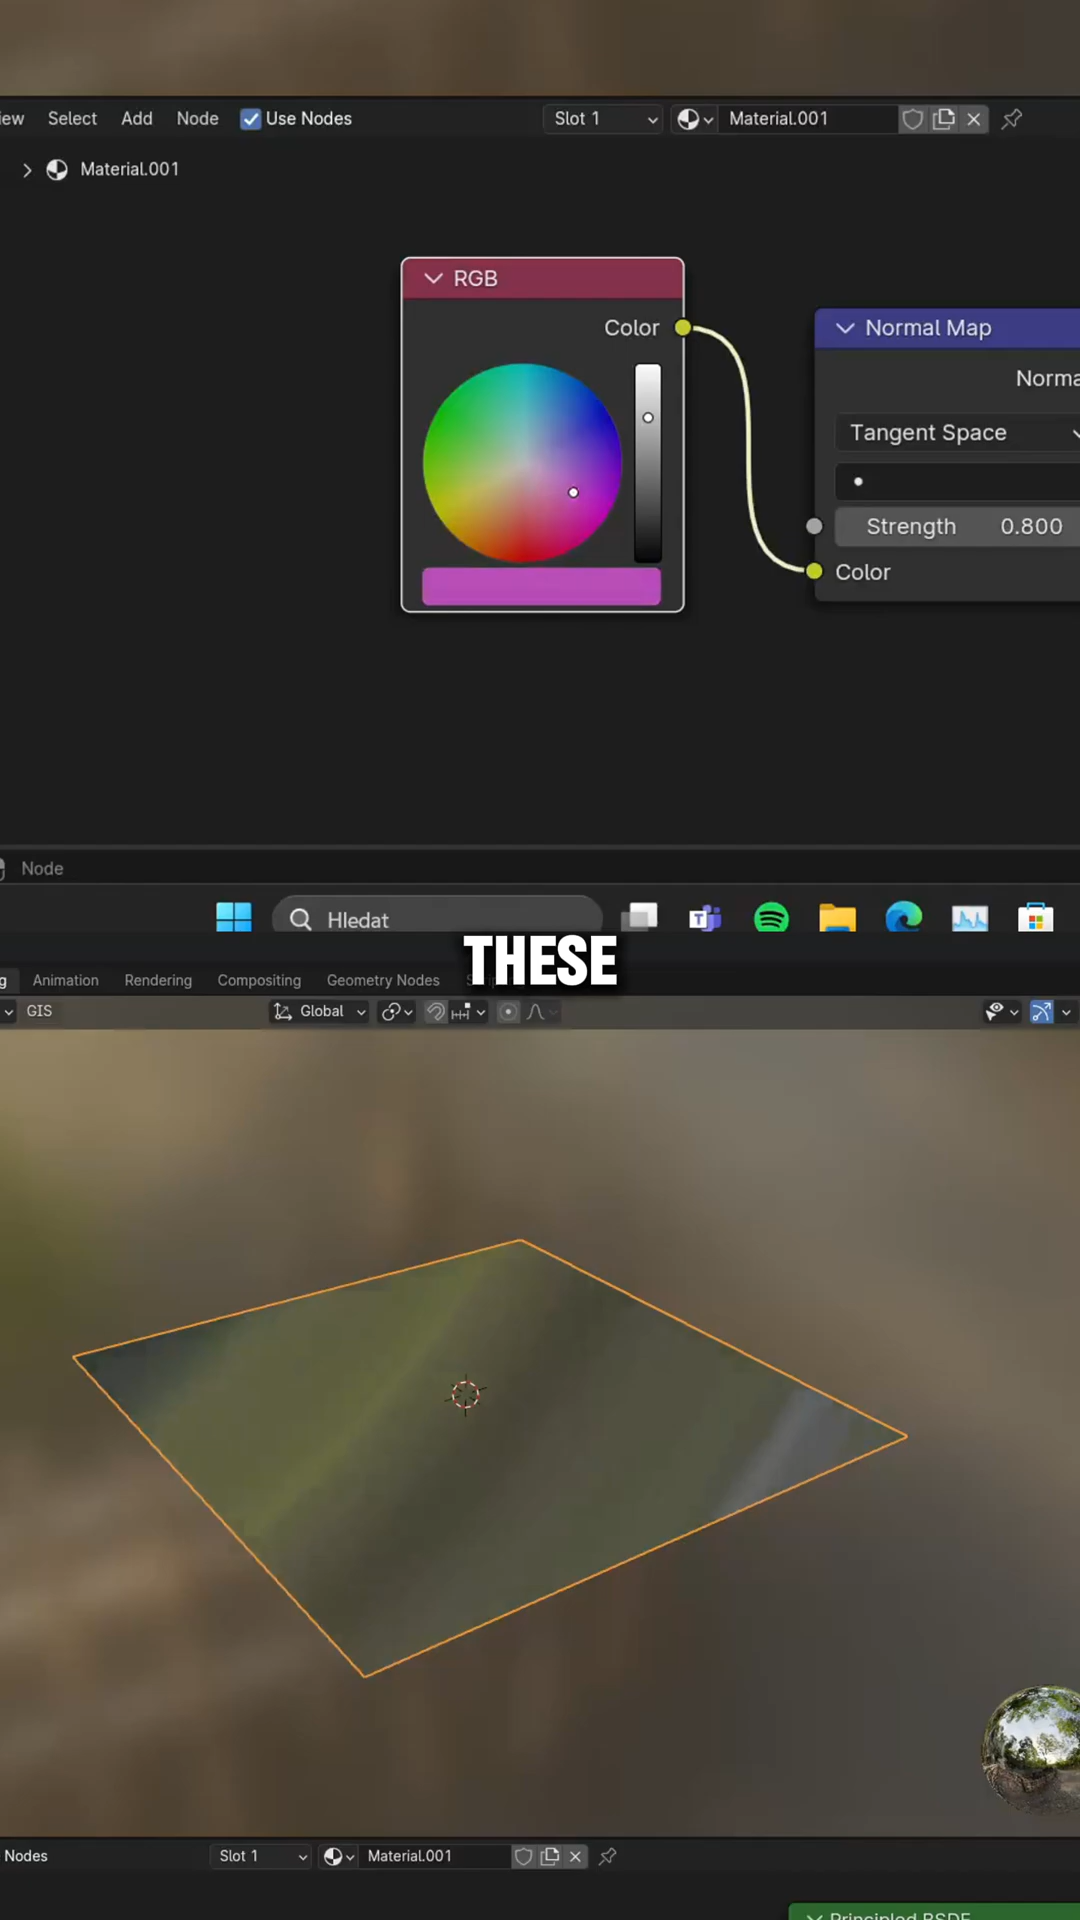 iew Select Add Node Use Nodes Slot 1 Material.001
Material.001
RGB
Color
Normal Map
Norma
Tangent Space
Strength 0.800
Color
Node
Hledat
THESE
g Animation Rendering Compositing Geometry Nodes
GIS Global
Nodes Slot 1 Material.001
Principled BSDF